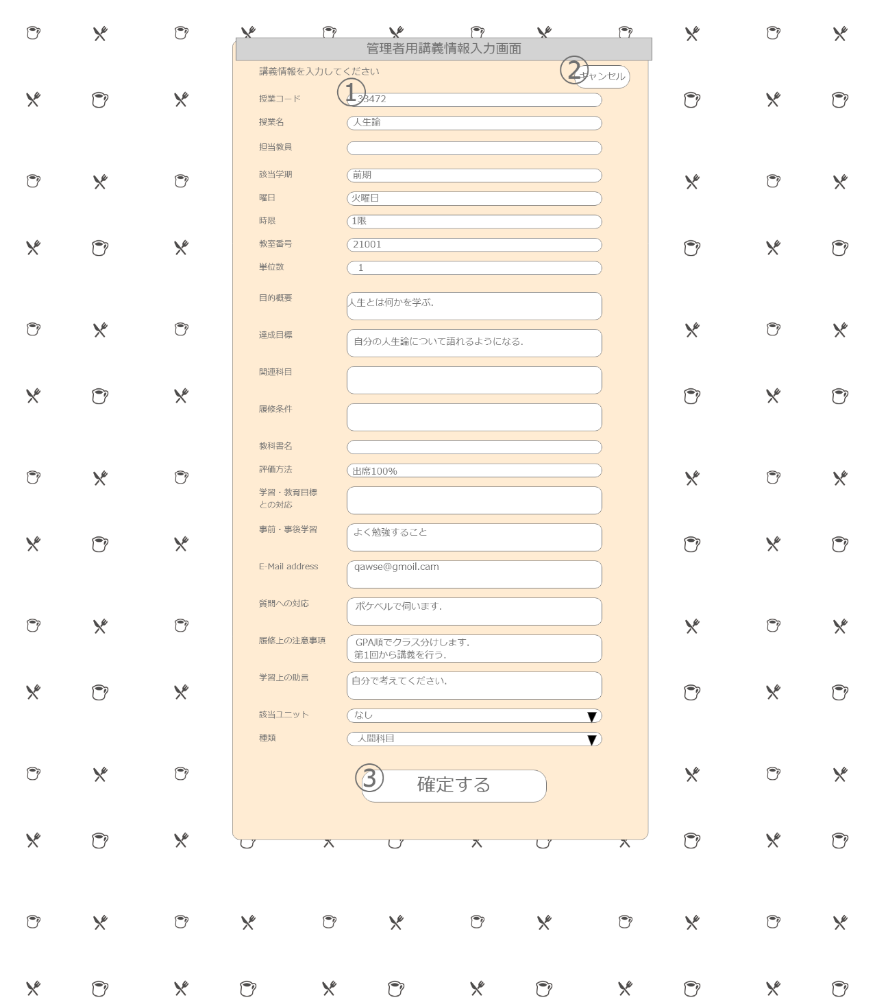 管理者用講義情報入力画面
講義情報を入力してください
② キャンセル
授業コード ① 33472
授業名 人生論
担当教員
該当学期 前期
曜日 火曜日
時限 1限
教室番号 21001
単位数 1
目的概要 人生とは何かを学ぶ.
達成目標 自分の人生論について語れるようになる.
関連科目
履修条件
教科書名
評価方法 出席100%
学習・教育目標
との対応
事前・事後学習 よく勉強すること
E-Mail address qawse@gmoil.cam
質問への対応 ポケベルで伺います.
履修上の注意事項 GPA順でクラス分けします.
第1回から講義を行う.
学習上の助言 自分で考えてください.
該当ユニット なし ▼
種類 人間科目 ▼
③ 確定する